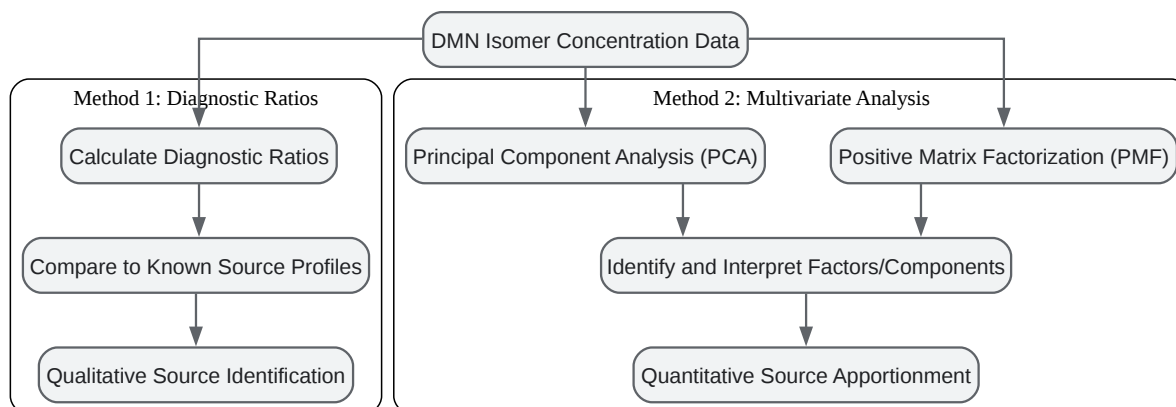 DMN Isomer Concentration Data
Method 1: Diagnostic Ratios
Calculate Diagnostic Ratios
Compare to Known Source Profiles
Qualitative Source Identification
Method 2: Multivariate Analysis
Principal Component Analysis (PCA)
Positive Matrix Factorization (PMF)
Identify and Interpret Factors/Components
Quantitative Source Apportionment